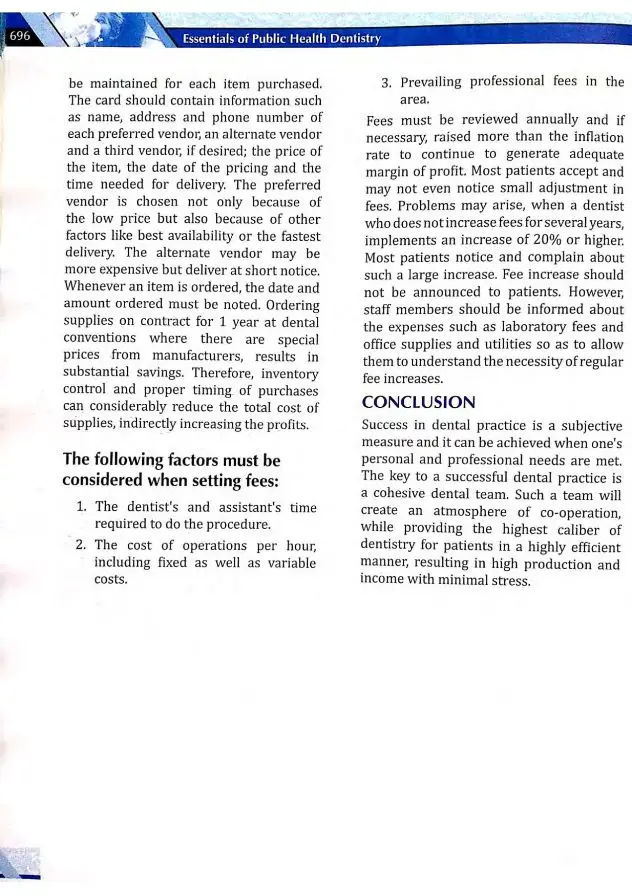 696
Essentials of Public Health Dentistry
be maintained for each item purchased.
The card should contain information such
as name, address and phone number of
each preferred vendor, an alternate vendor
and a third vendor, if desired; the price of
the item, the date of the pricing and the
time needed for delivery. The preferred
vendor is chosen not only because of
the low price but also because of other
factors like best availability or the fastest
delivery. The alternate vendor may be
more expensive but deliver at short notice.
Whenever an item is ordered, the date and
amount ordered must be noted. Ordering
supplies on contract for 1 year at dental
conventions where there are special
prices from manufacturers, results in
substantial savings. Therefore, inventory
control and proper timing of purchases
can considerably reduce the total cost of
supplies, indirectly increasing the profits.
The following factors must be
considered when setting fees:
1. The dentist's and assistant's time
required to do the procedure.
2. The cost of operations per hour,
including fixed as well as variable
costs.
3. Prevailing professional fees in the
area.
Fees must be reviewed annually and if
necessary, raised more than the inflation
rate to continue to generate adequate
margin of profit. Most patients accept and
may not even notice small adjustment in
fees. Problems may arise, when a dentist
who does not increase fees for several years,
implements an increase of 20% or higher.
Most patients notice and complain about
such a large increase. Fee increase should
not be announced to patients. However,
staff members should be informed about
the expenses such as laboratory fees and
office supplies and utilities so as to allow
them to understand the necessity of regular
fee increases.
CONCLUSION
Success in dental practice is a subjective
measure and it can be achieved when one's
personal and professional needs are met.
The key to a successful dental practice is
a cohesive dental team. Such a team will
create an atmosphere of co-operation,
while providing the highest caliber of
dentistry for patients in a highly efficient
manner, resulting in high production and
income with minimal stress.